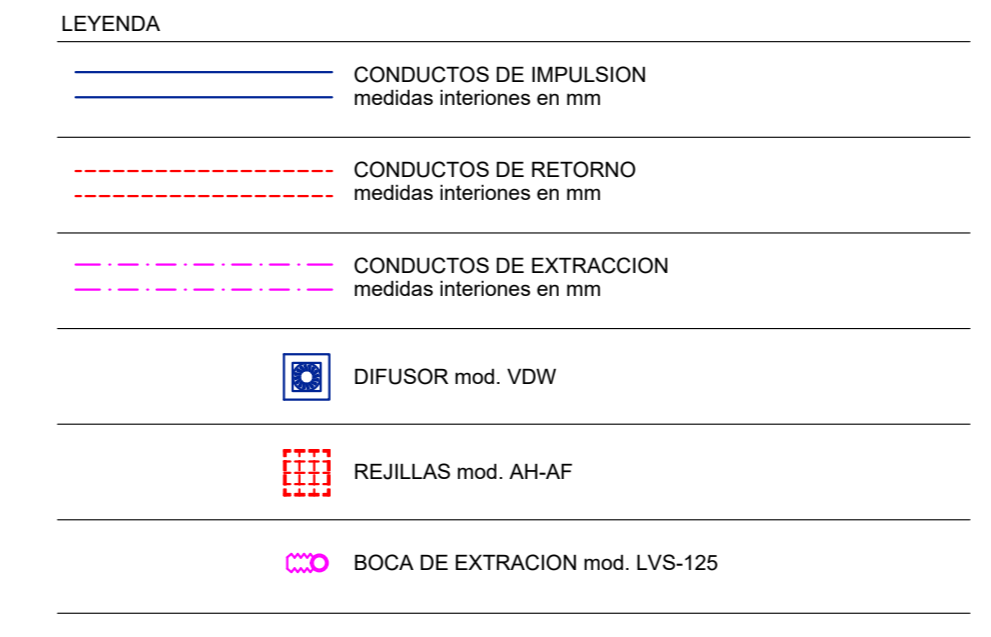 LEYENDA
CONDUCTOS DE IMPULSION
medidas interiones en mm
CONDUCTOS DE RETORNO
medidas interiones en mm
CONDUCTOS DE EXTRACCION
medidas interiones en mm
DIFUSOR mod. VDW
REJILLAS mod. AH-AF
BOCA DE EXTRACION mod. LVS-125